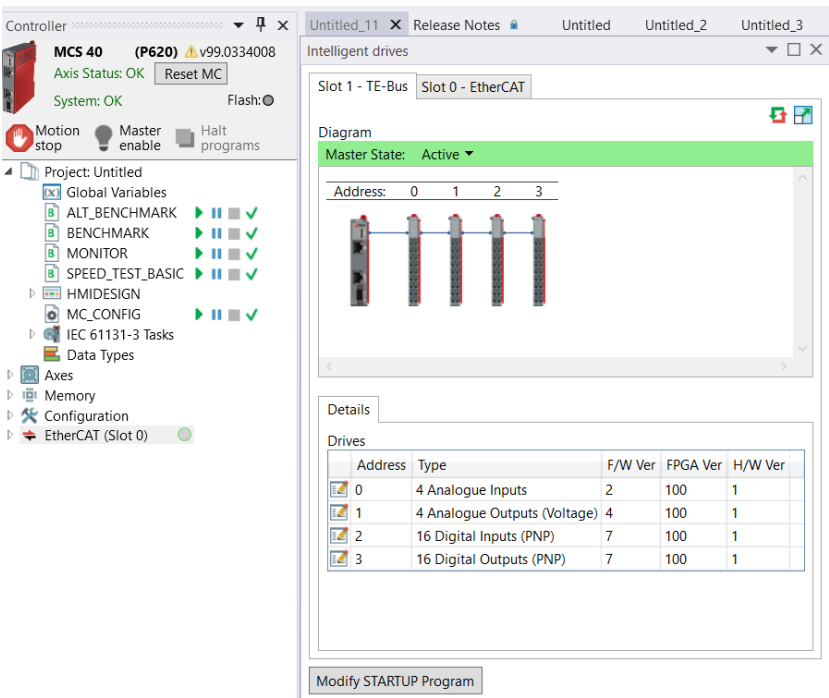 Controller
MCS 40 (P620) v99.0334008
Axis Status: OK Reset MC
System: OK Flash:
Motion stop Master enable Halt programs
Project: Untitled
Global Variables
ALT_BENCHMARK
BENCHMARK
MONITOR
SPEED_TEST_BASIC
HMIDESIGN
MC_CONFIG
IEC 61131-3 Tasks
Data Types
Axes
Memory
Configuration
EtherCAT (Slot 0)
Untitled_11 Release Notes Untitled Untitled_2 Untitled_3
Intelligent drives
Slot 1 - TE-Bus Slot 0 - EtherCAT
Diagram
Master State: Active
Address: 0 1 2 3
Details
Drives
Address Type F/W Ver FPGA Ver H/W Ver
0 4 Analogue Inputs 2 100 1
1 4 Analogue Outputs (Voltage) 4 100 1
2 16 Digital Inputs (PNP) 7 100 1
3 16 Digital Outputs (PNP) 7 100 1
Modify STARTUP Program